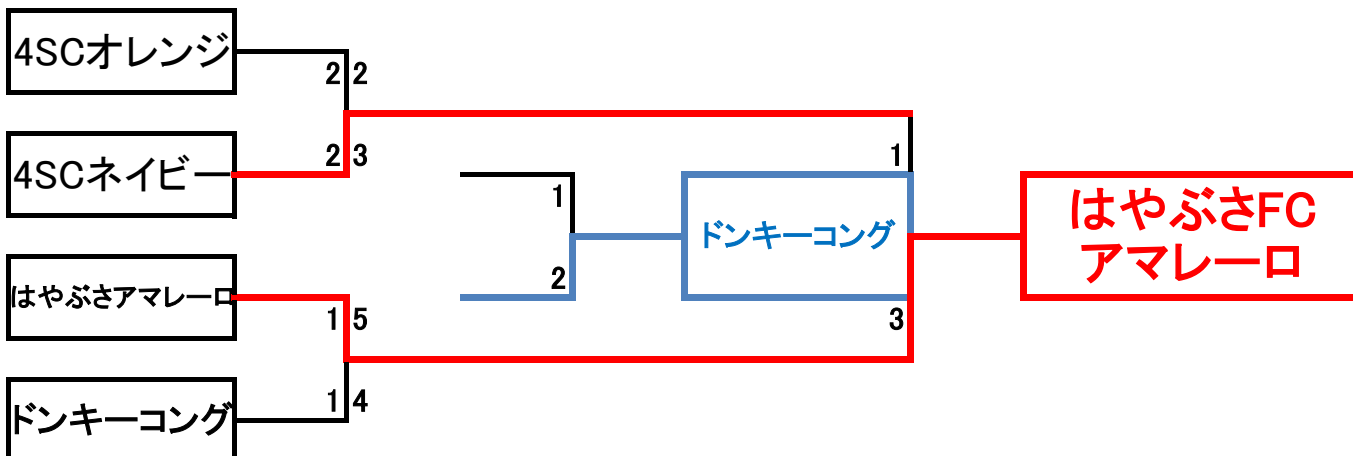 4SCオレンジ
2 2
4SCネイビー
2 3
はやぶさアマレーロ
1 5
ドンキーコング
1 4
1
2
ドンキーコング
1
3
はやぶさFC
アマレーロ